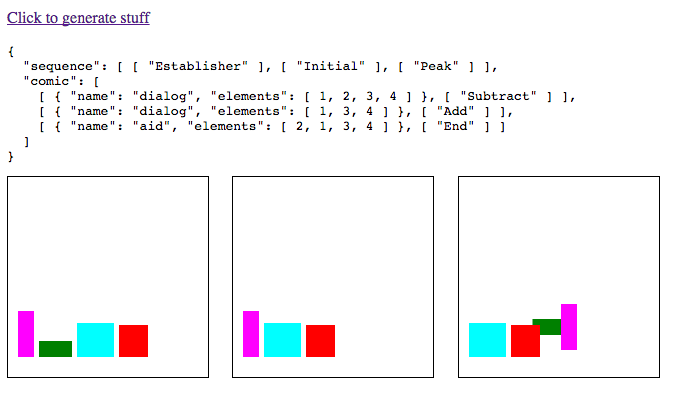 Click to generate stuff
{
  "sequence": [ [ "Establisher" ], [ "Initial" ], [ "Peak" ] ],
  "comic": [
    [ { "name": "dialog", "elements": [ 1, 2, 3, 4 ] }, [ "Subtract" ] ],
    [ { "name": "dialog", "elements": [ 1, 3, 4 ] }, [ "Add" ] ],
    [ { "name": "aid", "elements": [ 2, 1, 3, 4 ] }, [ "End" ] ]
  ]
}